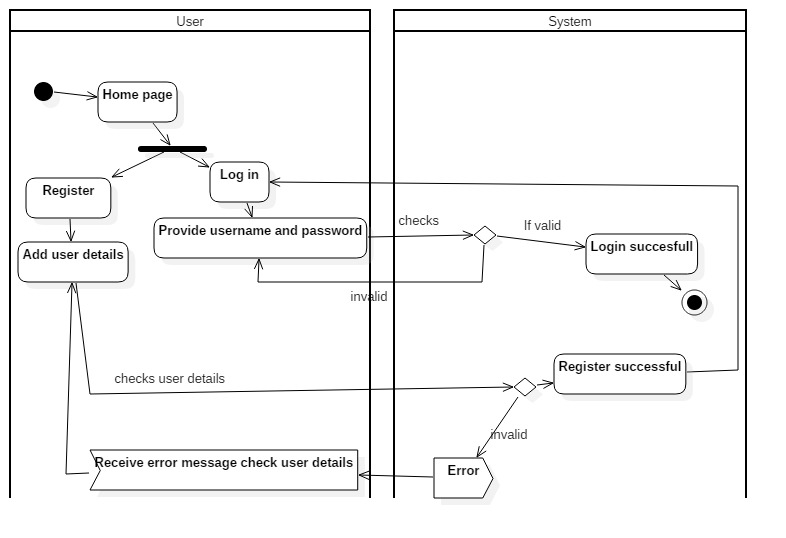 User
System
Home page
Log in
Register
Provide username and password
checks
If valid
Login succesfull
Add user details
invalid
Register successful
checks user details
invalid
Receive error message check user details
Error